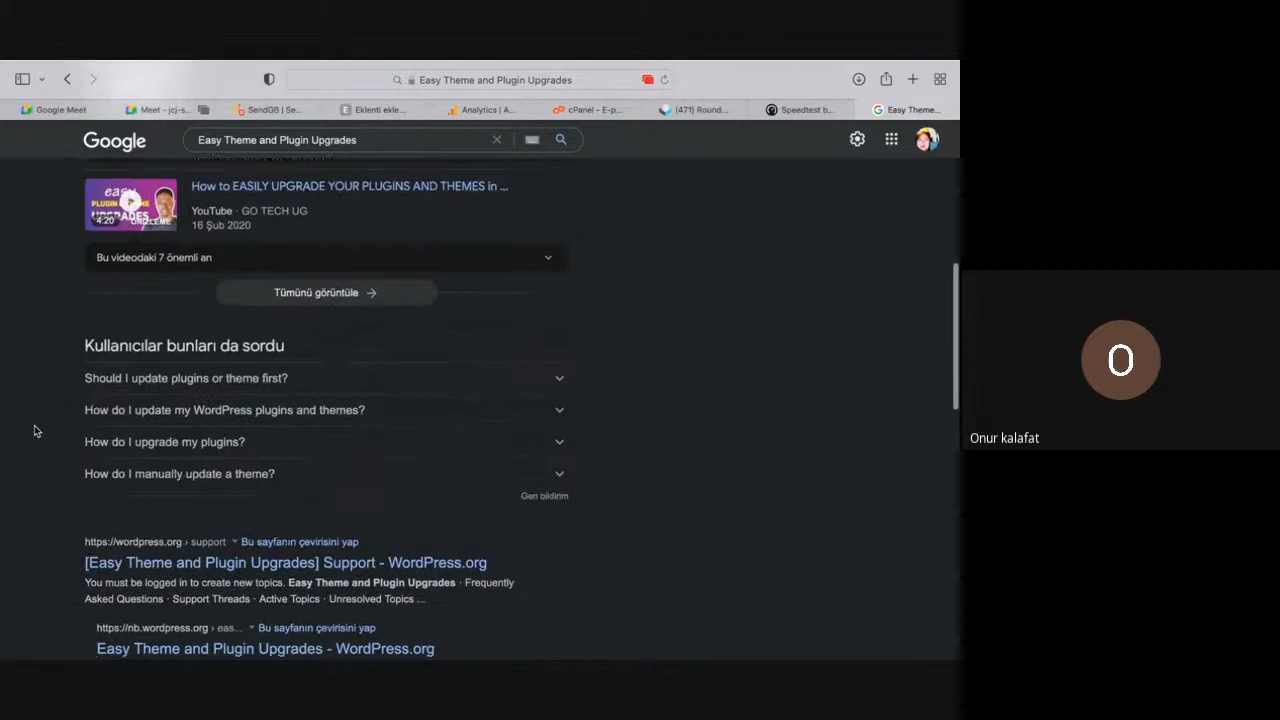 Easy Theme and Plugin Upgrades
Google Meet
Meet – jcj-s...
SendGB | Se...
Eklenti ekle...
Analytics | A...
cPanel - E-p...
(471) Round...
Speedtest b...
Easy Theme...
Google
Easy Theme and Plugin Upgrades
How to EASILY UPGRADE YOUR PLUGINS AND THEMES in ...
easy
PLUGIN
UPGRADES
4:20
ÖNİZLEME
YouTube · GO TECH UG
16 Şub 2020
Bu videodaki 7 önemli an
Tümünü görüntüle
Kullanıcılar bunları da sordu
Should I update plugins or theme first?
How do I update my WordPress plugins and themes?
How do I upgrade my plugins?
How do I manually update a theme?
Geri bildirim
https://wordpress.org › support
Bu sayfanın çevirisini yap
[Easy Theme and Plugin Upgrades] Support - WordPress.org
You must be logged in to create new topics. Easy Theme and Plugin Upgrades · Frequently
Asked Questions · Support Threads · Active Topics · Unresolved Topics ...
https://nb.wordpress.org › eas...
Bu sayfanın çevirisini yap
Easy Theme and Plugin Upgrades - WordPress.org
O
Onur kalafat